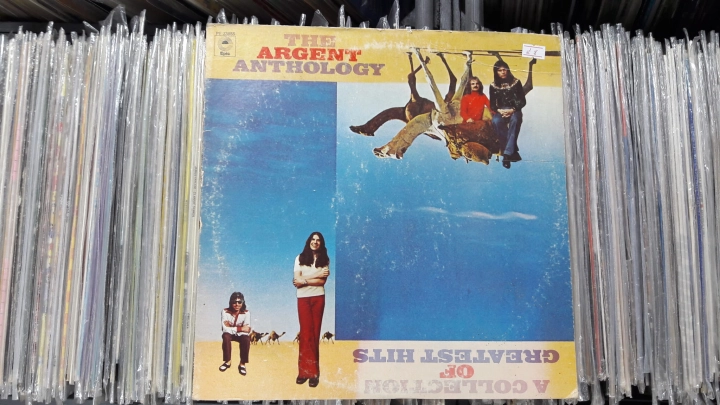 THE
ARGENT
ANTHOLOGY
A COLLECTION
OF
GREATEST HITS